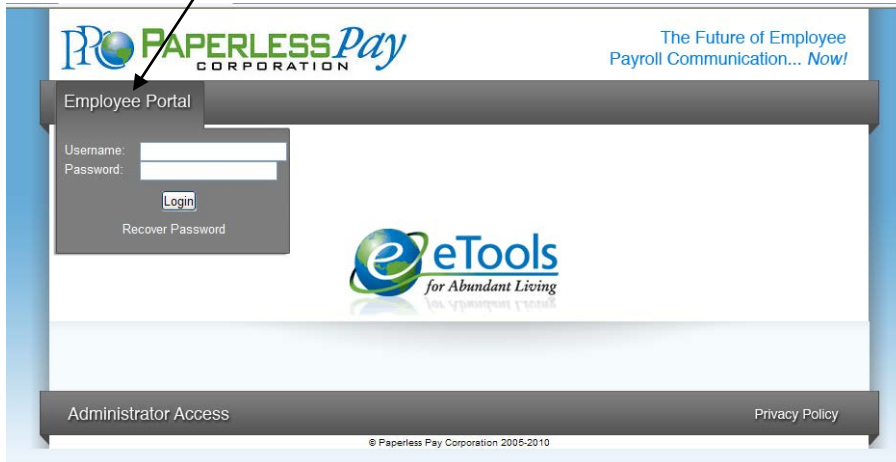 PAPERLESS Pay
CORPORATION
The Future of Employee
Payroll Communication... Now!
Employee Portal
Username:
Password:
Login
Recover Password
e eTools
for Abundant Living
Administrator Access
Privacy Policy
© Paperless Pay Corporation 2005-2010